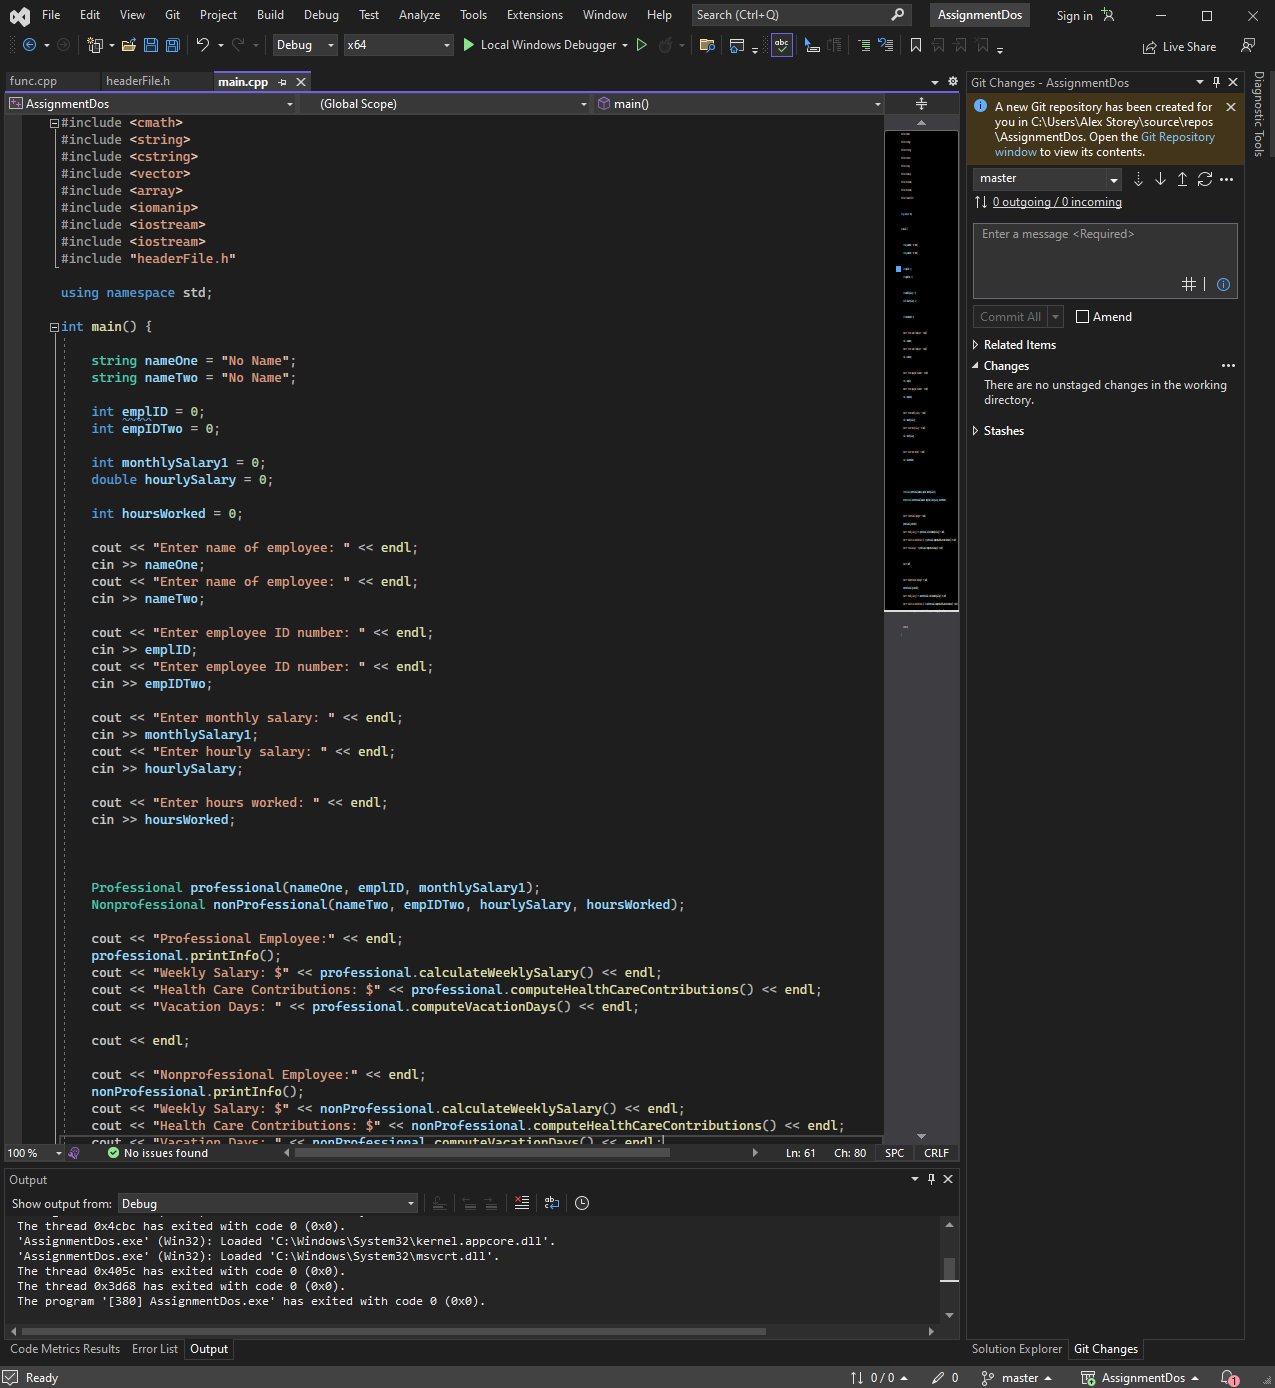 File Edit View Git Project Build Debug Test Analyze Tools Extensions Window Help Search (Ctrl+Q) AssignmentDos Sign in
Debug x64 Local Windows Debugger Live Share
func.cpp headerFile.h main.cpp
AssignmentDos (Global Scope) main()
#include <cmath>
#include <string>
#include <cstring>
#include <vector>
#include <array>
#include <iomanip>
#include <iostream>
#include <iostream>
#include "headerFile.h"
using namespace std;
int main() {
string nameOne = "No Name";
string nameTwo = "No Name";
int emplID = 0;
int empIDTwo = 0;
int monthlySalary1 = 0;
double hourlySalary = 0;
int hoursWorked = 0;
cout << "Enter name of employee: " << endl;
cin >> nameOne;
cout << "Enter name of employee: " << endl;
cin >> nameTwo;
cout << "Enter employee ID number: " << endl;
cin >> emplID;
cout << "Enter employee ID number: " << endl;
cin >> empIDTwo;
cout << "Enter monthly salary: " << endl;
cin >> monthlySalary1;
cout << "Enter hourly salary: " << endl;
cin >> hourlySalary;
cout << "Enter hours worked: " << endl;
cin >> hoursWorked;
Professional professional(nameOne, emplID, monthlySalary1);
Nonprofessional nonProfessional(nameTwo, empIDTwo, hourlySalary, hoursWorked);
cout << "Professional Employee:" << endl;
professional.printInfo();
cout << "Weekly Salary: $" << professional.calculateWeeklySalary() << endl;
cout << "Health Care Contributions: $" << professional.computeHealthCareContributions() << endl;
cout << "Vacation Days: " << professional.computeVacationDays() << endl;
cout << endl;
cout << "Nonprofessional Employee:" << endl;
nonProfessional.printInfo();
cout << "Weekly Salary: $" << nonProfessional.calculateWeeklySalary() << endl;
cout << "Health Care Contributions: $" << nonProfessional.computeHealthCareContributions() << endl;
cout << "Vacation Days: " << nonProfessional.computeVacationDays() << endl;
100 % No issues found Ln: 61 Ch: 80 SPC CRLF
Output
Show output from: Debug
The thread 0x4cbc has exited with code 0 (0x0).
'AssignmentDos.exe' (Win32): Loaded 'C:\Windows\System32\kernel.appcore.dll'.
'AssignmentDos.exe' (Win32): Loaded 'C:\Windows\System32\msvcrt.dll'.
The thread 0x405c has exited with code 0 (0x0).
The thread 0x3d68 has exited with code 0 (0x0).
The program '[380] AssignmentDos.exe' has exited with code 0 (0x0).
Code Metrics Results Error List Output
Git Changes - AssignmentDos
A new Git repository has been created for
you in C:\Users\Alex Storey\source\repos
\AssignmentDos. Open the Git Repository
window to view its contents.
master
0 outgoing / 0 incoming
Enter a message <Required>
Commit All Amend
Related Items
Changes
There are no unstaged changes in the working
directory.
Stashes
Solution Explorer Git Changes
Diagnostic Tools
Ready 0 / 0 0 master AssignmentDos 1